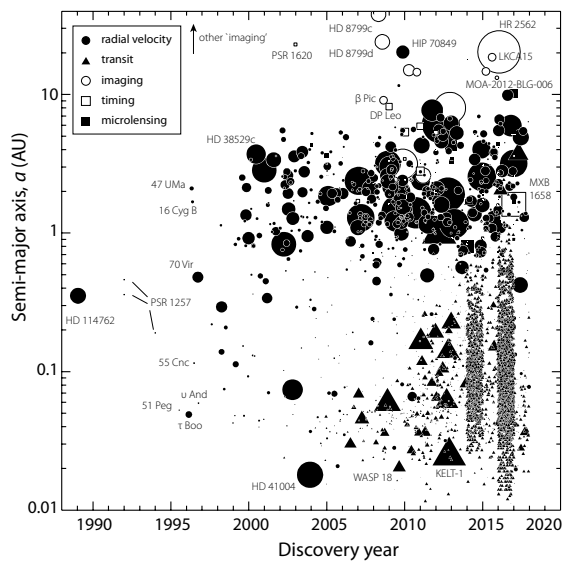 radial velocity
transit
imaging
timing
microlensing
other 'imaging'
HD 8799c
HR 2562
HD 8799d
HIP 70849
PSR 1620
LKCA15
MOA-2012-BLG-006
β Pic
DP Leo
HD 38529c
47 UMa
16 Cyg B
MXB
1658
70 Vir
PSR 1257
HD 114762
55 Cnc
υ And
51 Peg
τ Boo
HD 41004
WASP 18
KELT-1
10
1
0.1
0.01
Semi-major axis, a (AU)
1990
1995
2000
2005
2010
2015
2020
Discovery year